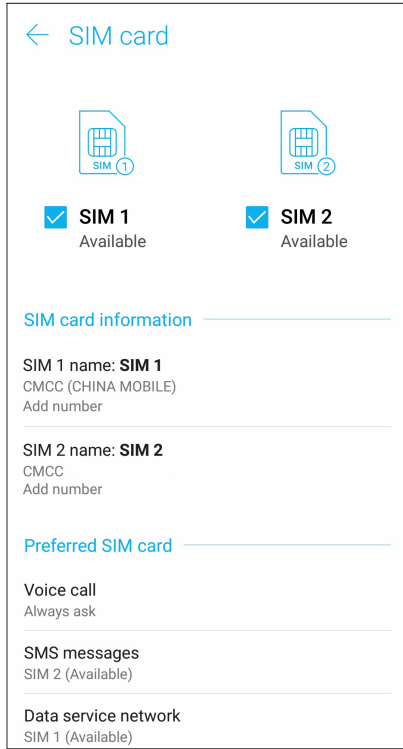 SIM card
SIM 1
SIM 2
SIM 1
SIM 2
Available
Available
SIM card information
SIM 1 name: SIM 1
CMCC (CHINA MOBILE)
Add number
SIM 2 name: SIM 2
CMCC
Add number
Preferred SIM card
Voice call
Always ask
SMS messages
SIM 2 (Available)
Data service network
SIM 1 (Available)